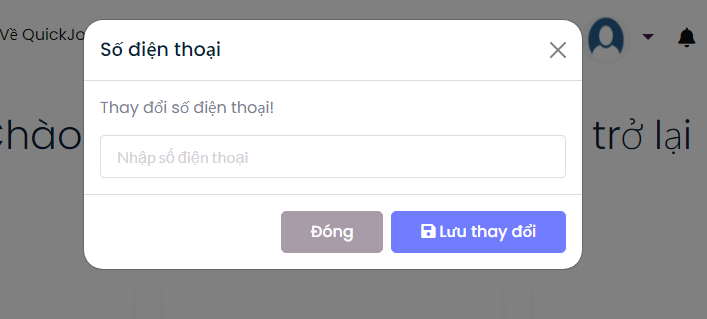 Về QuickJo
Số điện thoại
Thay đổi số điện thoại!
Chào
trở lại
Nhập số điện thoại
Đóng
Lưu thay đổi